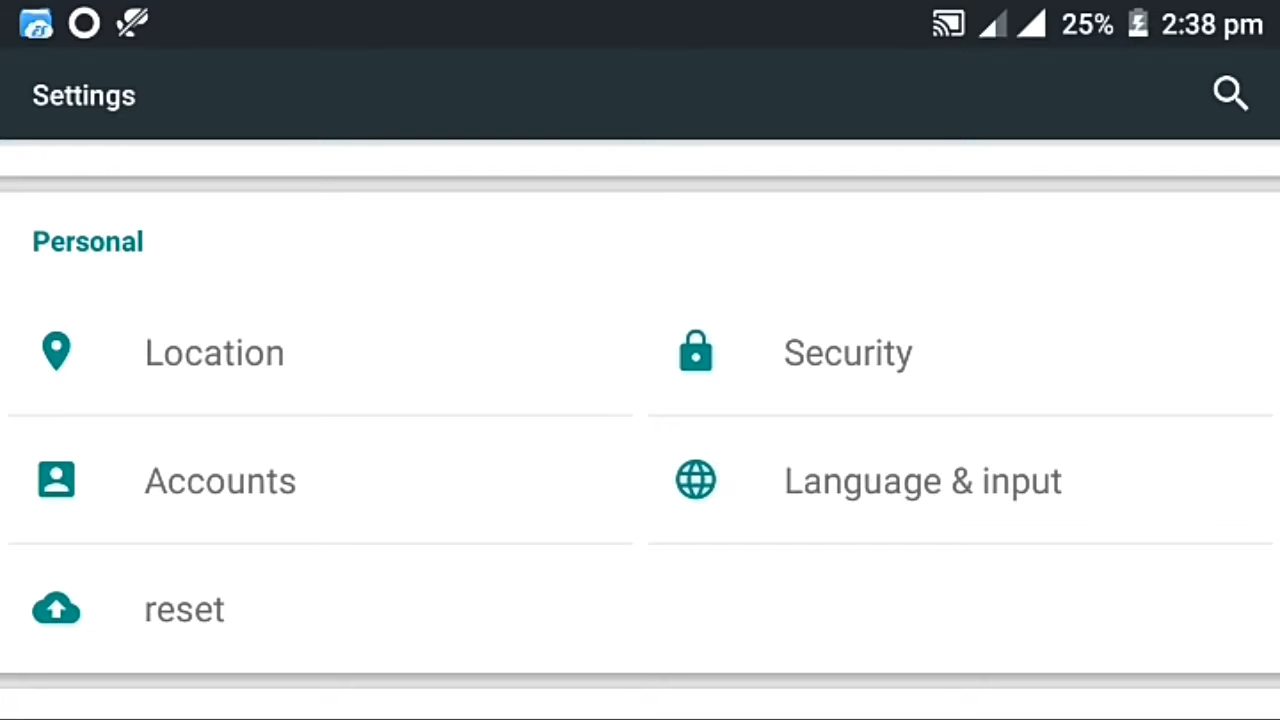 25% 2:38 pm
Settings
Personal
Location
Security
Accounts
Language & input
reset